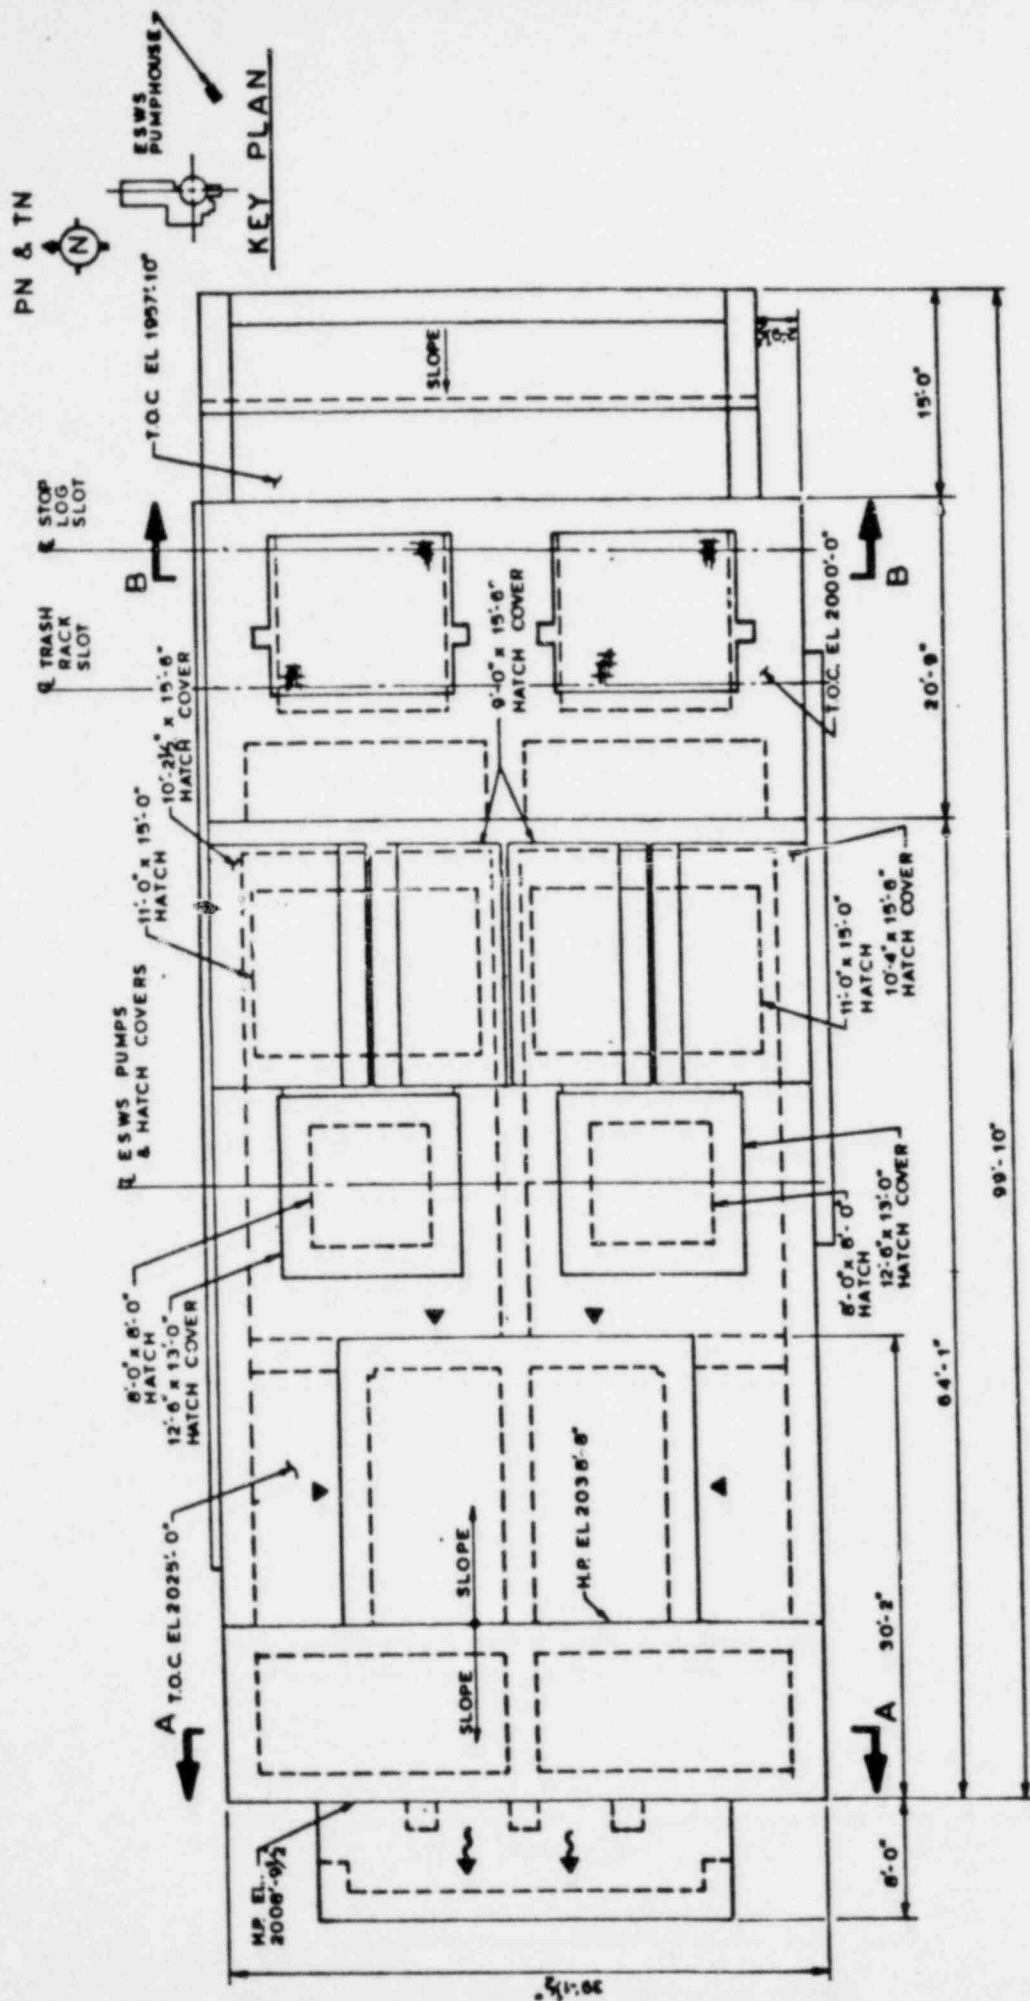 PN & TN
N
ESWS
PUMPHOUSE
KEY PLAN
T.O.C. EL 1957'-10"
℄ STOP
LOG
SLOT
℄ TRASH
RACK
SLOT
B
B
10'-2½" x 15'-6"
HATCH COVER
11'-0" x 15'-0"
HATCH
℄ ESWS PUMPS
& HATCH COVERS
8'-0" x 8'-0"
HATCH
12'-6" x 13'-0"
HATCH COVER
T.O.C. EL 2025'-0"
A
A
H.P. EL.
2008'-9½"
SLOPE
9'-0" x 15'-6"
HATCH COVER
T.O.C. EL 2000'-0"
11'-0" x 15'-0"
HATCH
10'-4" x 15'-6"
HATCH COVER
8'-0" x 8'-0"
HATCH
12'-6" x 13'-0"
HATCH COVER
H.P. EL 2038'-8"
SLOPE
SLOPE
15'-0"
20'-9"
64'-1"
99'-10"
30'-2"
8'-0"
39'-1½"